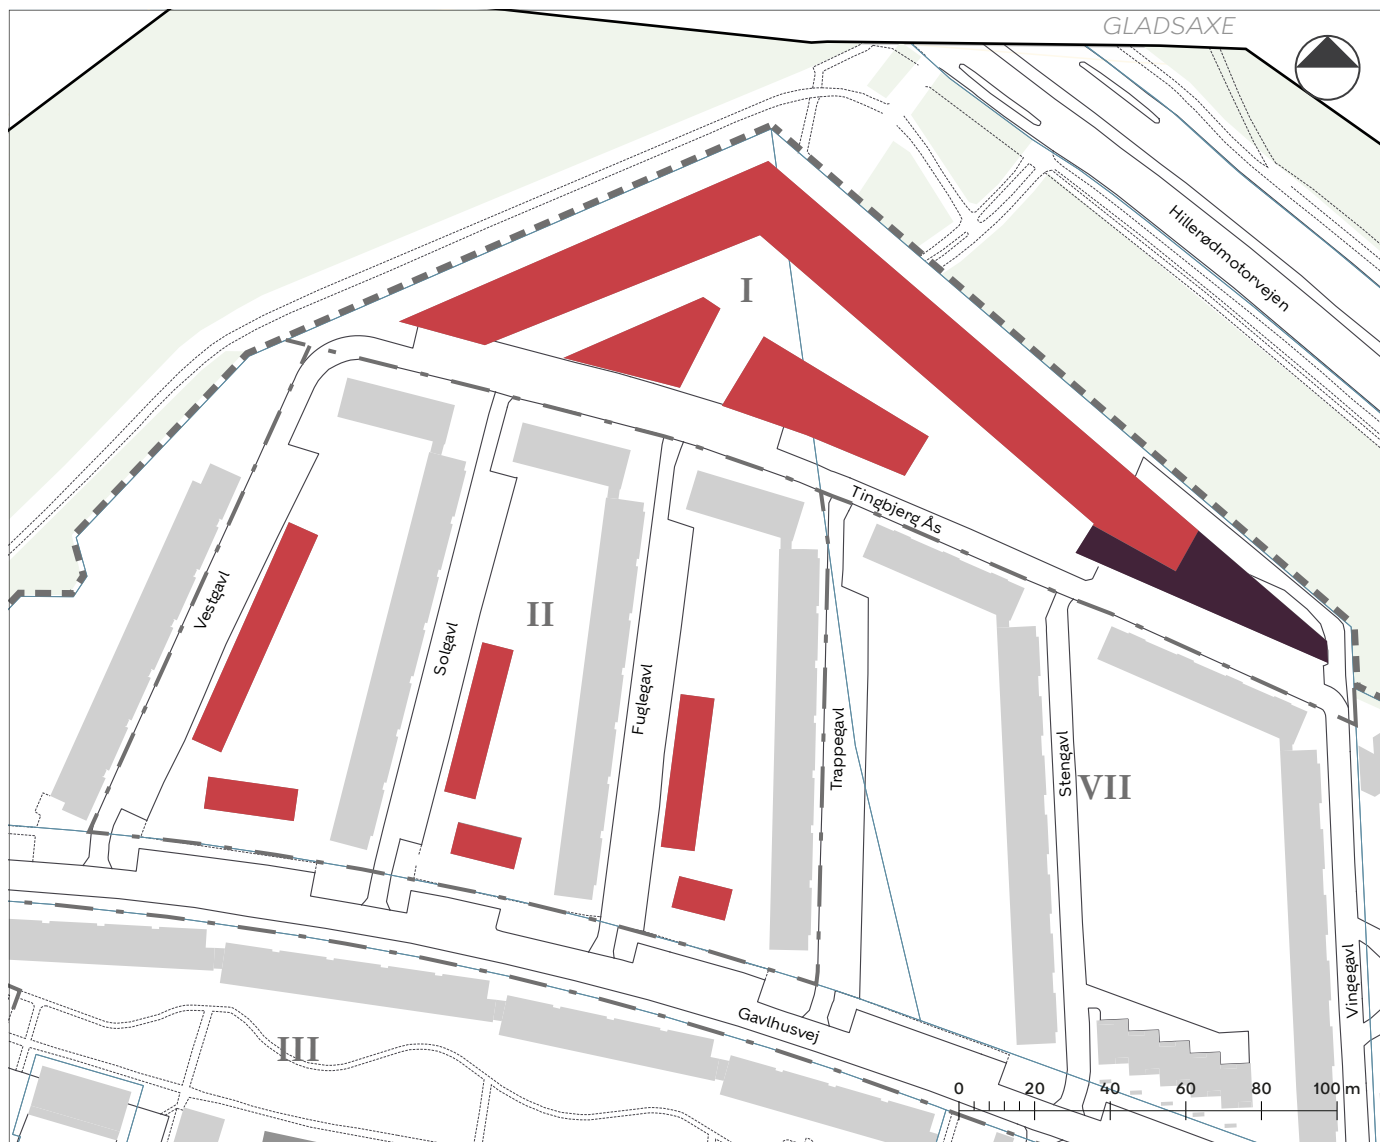 GLADSAXE
Hillerødmotorvejen
I
Tingbjerg Ås
Vestgavl
II
Solgavl
Fuglegavl
Trappegavl
Stengavl
VII
Vingegavl
Gavlhusvej
III
0 20 40 60 80 100 m